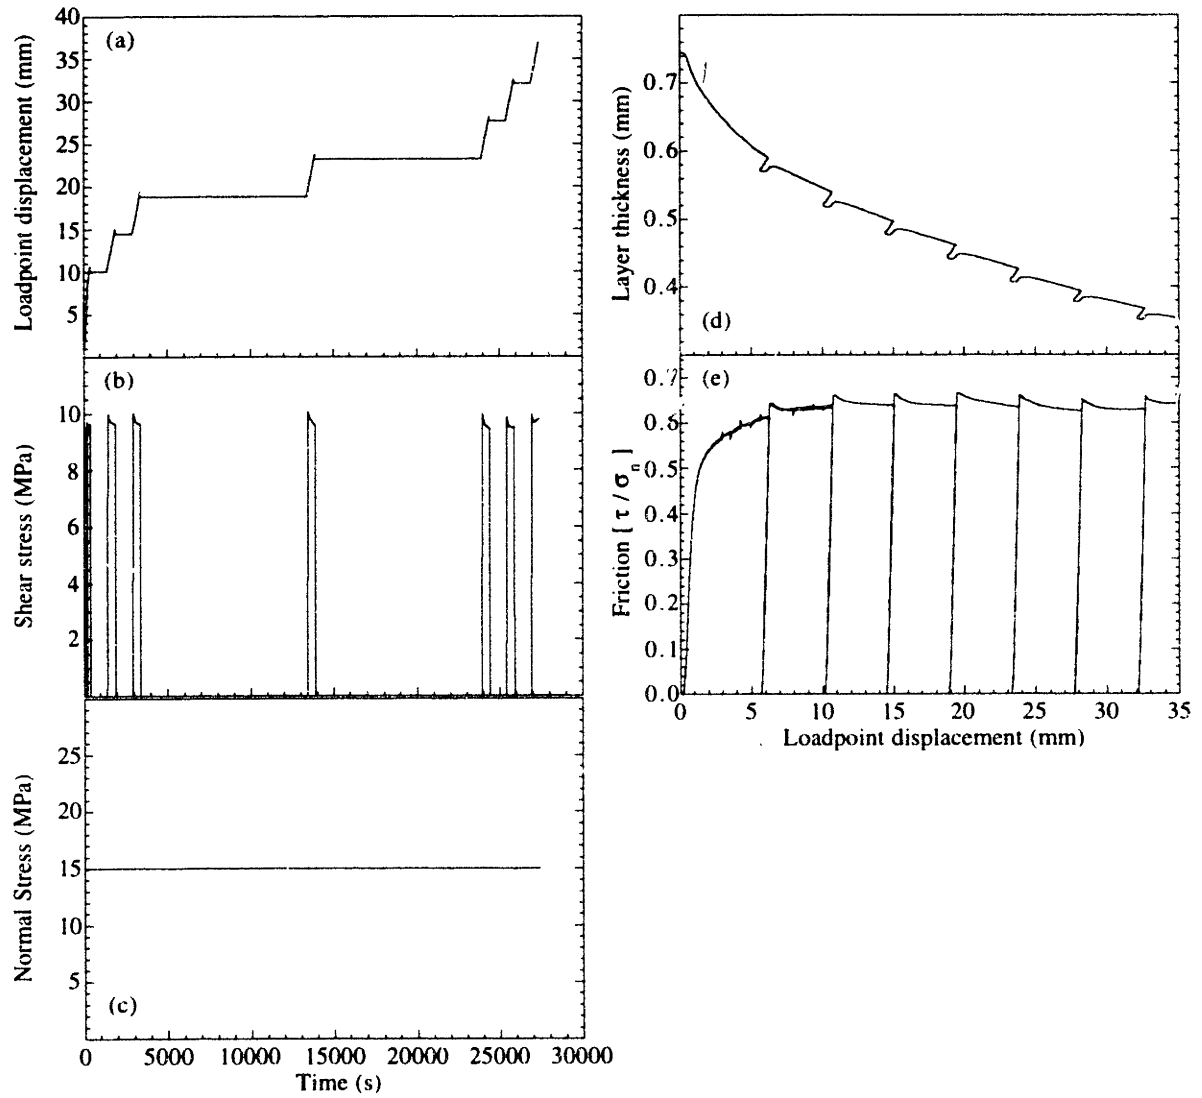 (a)
Loadpoint displacement (mm)
40
35
30
25
20
15
10
5
(b)
Shear stress (MPa)
10
8
6
4
2
(c)
Normal Stress (MPa)
25
20
15
10
5
0 5000 10000 15000 20000 25000 30000
Time (s)
(d)
Layer thickness (mm)
0.7
0.6
0.5
0.4
(e)
Friction [ τ / σn ]
0.7
0.6
0.5
0.4
0.3
0.2
0.1
0.0
0 5 10 15 20 25 30 35
Loadpoint displacement (mm)